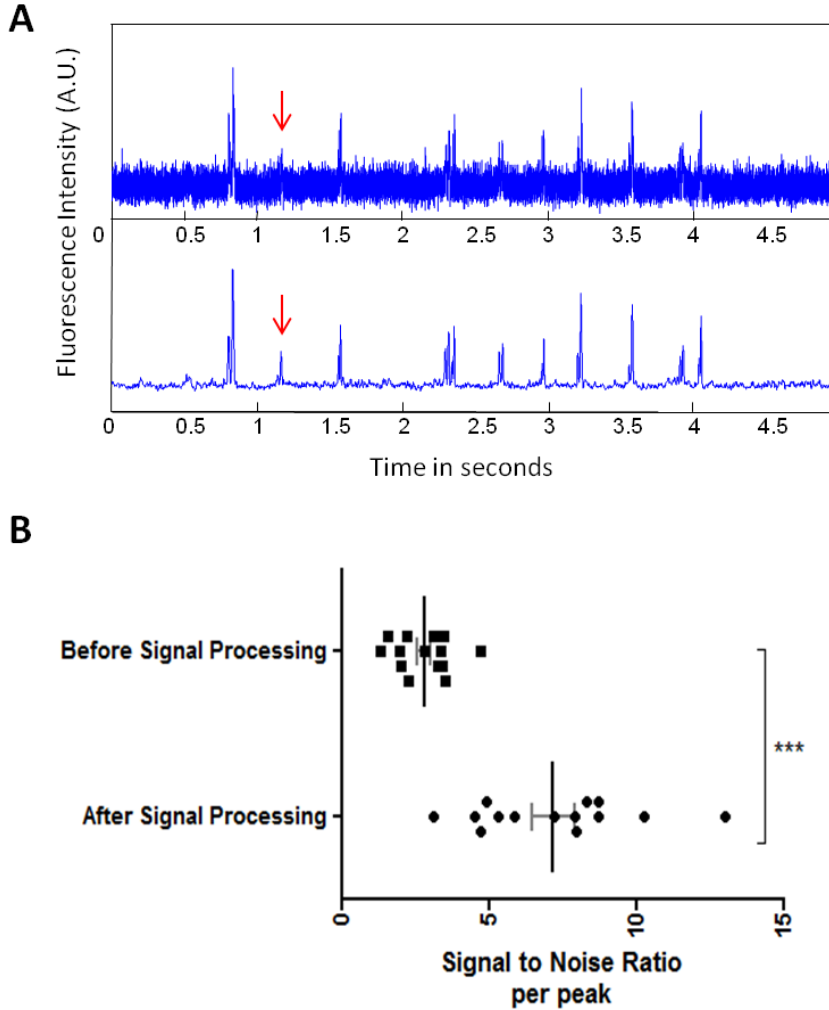 A
Fluorescence Intensity (A.U.)
0 0.5 1 1.5 2 2.5 3 3.5 4 4.5
0 0.5 1 1.5 2 2.5 3 3.5 4 4.5
Time in seconds
B
Before Signal Processing
***
After Signal Processing
0 5 10 15
Signal to Noise Ratio
per peak